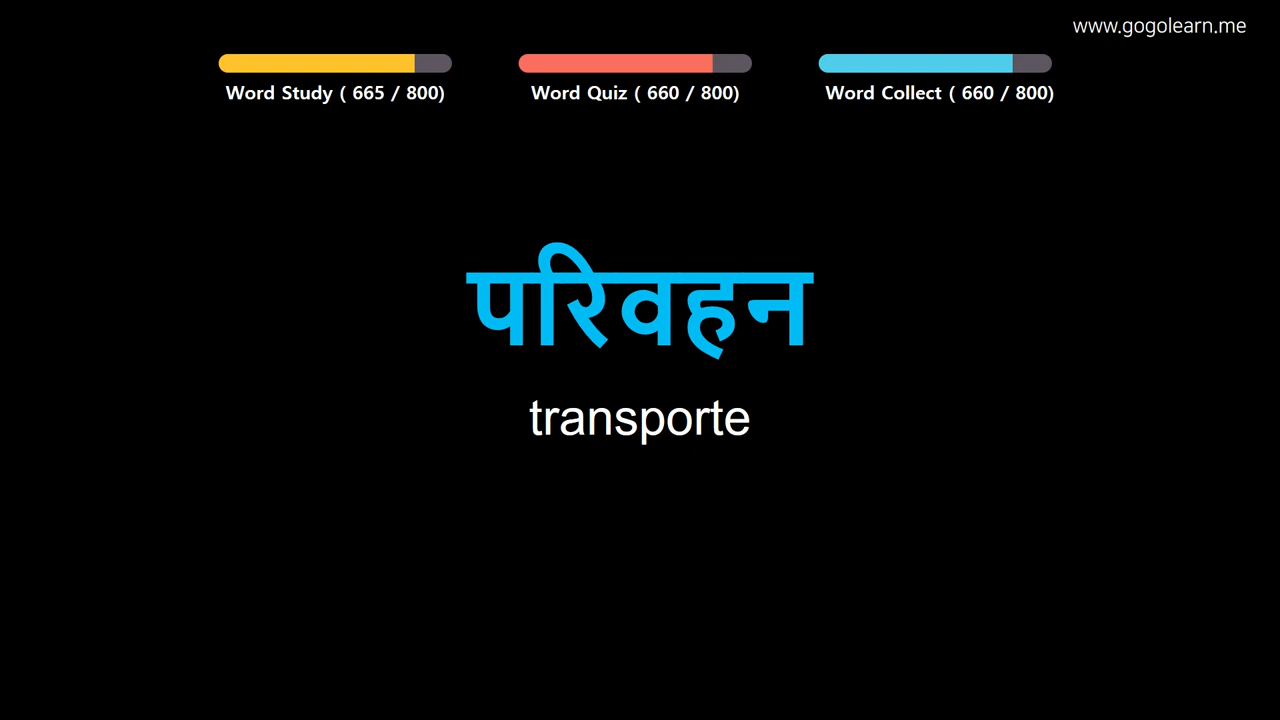 www.gogolearn.me
Word Study ( 665 / 800)
Word Quiz ( 660 / 800)
Word Collect ( 660 / 800)
परिवहन
transporte